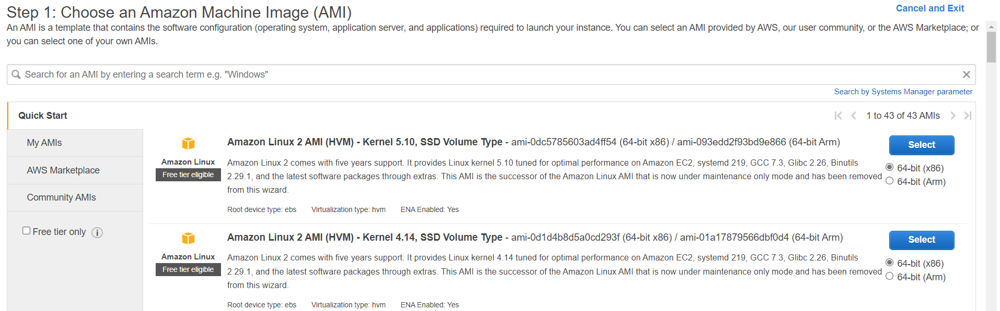 Step 1: Choose an Amazon Machine Image (AMI)
Cancel and Exit
An AMI is a template that contains the software configuration (operating system, application server, and applications) required to launch your instance. You can select an AMI provided by AWS, our user community, or the AWS Marketplace; or
you can select one of your own AMIs.
Search for an AMI by entering a search term e.g. "Windows"
Search by Systems Manager parameter
Quick Start
1 to 43 of 43 AMIs
My AMIs
AWS Marketplace
Community AMIs
Free tier only
Amazon Linux
Free tier eligible
Amazon Linux 2 AMI (HVM) - Kernel 5.10, SSD Volume Type - ami-0dc5785603ad4ff54 (64-bit x86) / ami-093edd2f93bd9e866 (64-bit Arm)
Amazon Linux 2 comes with five years support. It provides Linux kernel 5.10 tuned for optimal performance on Amazon EC2, systemd 219, GCC 7.3, Glibc 2.26, Binutils
2.29.1, and the latest software packages through extras. This AMI is the successor of the Amazon Linux AMI that is now under maintenance only mode and has been removed
from this wizard.
Root device type: ebs Virtualization type: hvm ENA Enabled: Yes
Select
64-bit (x86)
64-bit (Arm)
Amazon Linux
Free tier eligible
Amazon Linux 2 AMI (HVM) - Kernel 4.14, SSD Volume Type - ami-0d1d4b8d5a0cd293f (64-bit x86) / ami-01a17879566dbf0d4 (64-bit Arm)
Amazon Linux 2 comes with five years support. It provides Linux kernel 4.14 tuned for optimal performance on Amazon EC2, systemd 219, GCC 7.3, Glibc 2.26, Binutils
2.29.1, and the latest software packages through extras. This AMI is the successor of the Amazon Linux AMI that is now under maintenance only mode and has been removed
from this wizard.
Root device type: ebs Virtualization type: hvm ENA Enabled: Yes
Select
64-bit (x86)
64-bit (Arm)